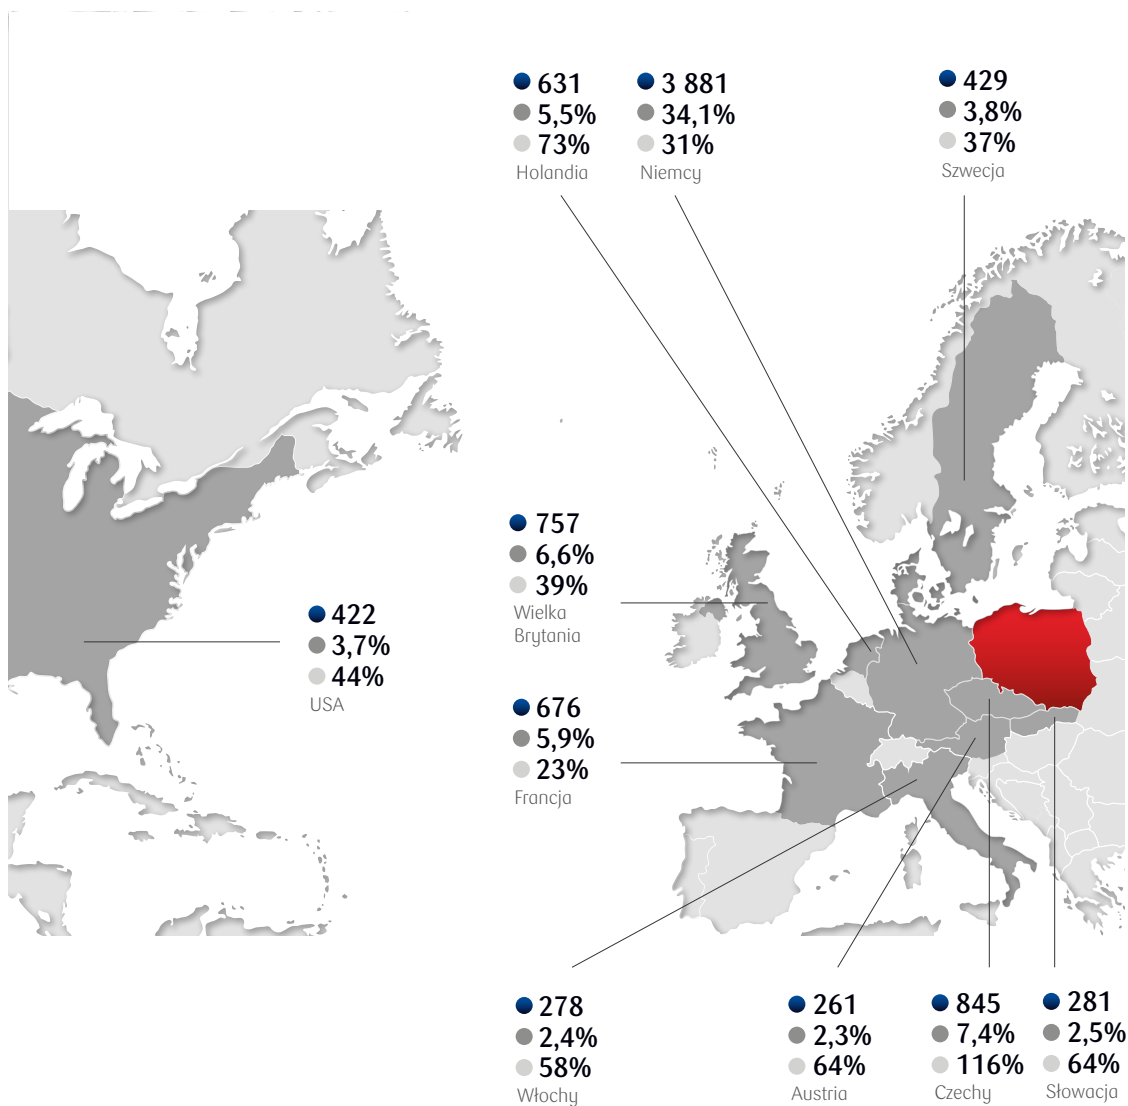 631
5,5%
73%
Holandia
3 881
34,1%
31%
Niemcy
429
3,8%
37%
Szwecja
757
6,6%
39%
Wielka
Brytania
422
3,7%
44%
USA
676
5,9%
23%
Francja
278
2,4%
58%
Włochy
261
2,3%
64%
Austria
845
7,4%
116%
Czechy
281
2,5%
64%
Słowacja